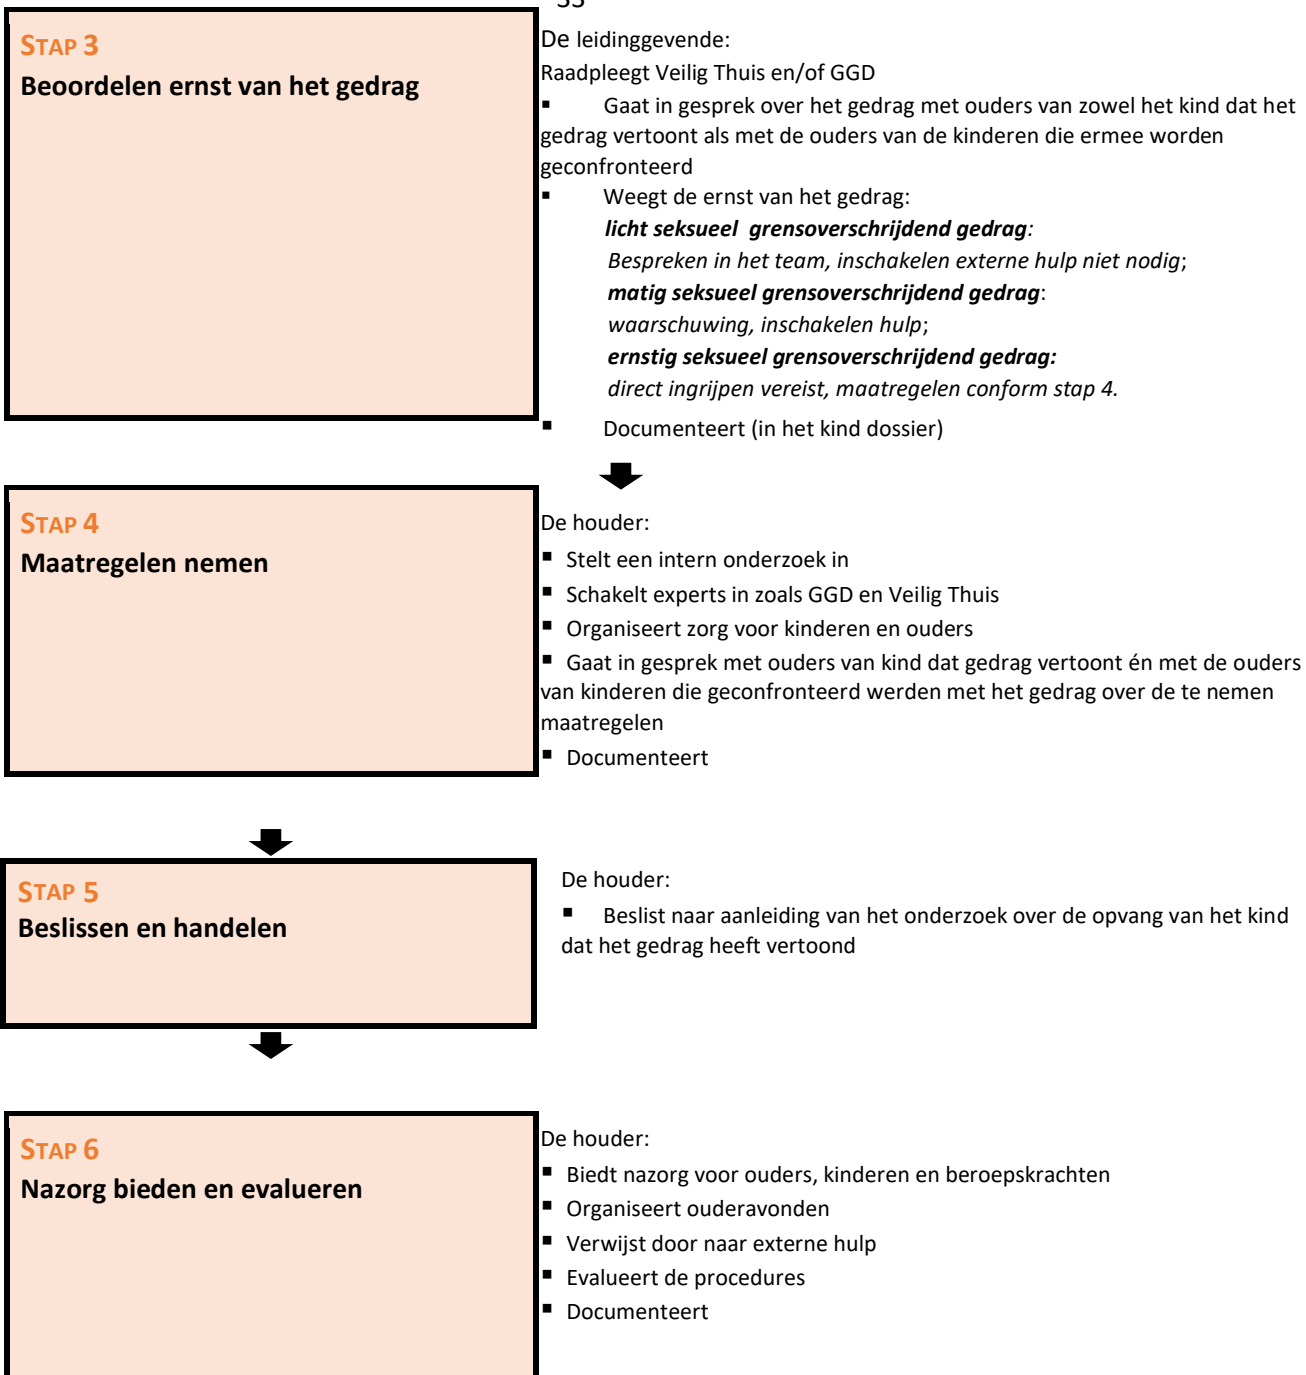 STAP 3
Beoordelen ernst van het gedrag
De leidinggevende:
Raadpleegt Veilig Thuis en/of GGD
▪ Gaat in gesprek over het gedrag met ouders van zowel het kind dat het
gedrag vertoont als met de ouders van de kinderen die ermee worden
geconfronteerd
▪ Weegt de ernst van het gedrag:
licht seksueel grensoverschrijdend gedrag:
Bespreken in het team, inschakelen externe hulp niet nodig;
matig seksueel grensoverschrijdend gedrag:
waarschuwing, inschakelen hulp;
ernstig seksueel grensoverschrijdend gedrag:
direct ingrijpen vereist, maatregelen conform stap 4.
▪ Documenteert (in het kind dossier)
STAP 4
Maatregelen nemen
De houder:
▪ Stelt een intern onderzoek in
▪ Schakelt experts in zoals GGD en Veilig Thuis
▪ Organiseert zorg voor kinderen en ouders
▪ Gaat in gesprek met ouders van kind dat gedrag vertoont én met de ouders
van kinderen die geconfronteerd werden met het gedrag over de te nemen
maatregelen
▪ Documenteert
STAP 5
Beslissen en handelen
De houder:
▪ Beslist naar aanleiding van het onderzoek over de opvang van het kind
dat het gedrag heeft vertoond
STAP 6
Nazorg bieden en evalueren
De houder:
▪ Biedt nazorg voor ouders, kinderen en beroepskrachten
▪ Organiseert ouderavonden
▪ Verwijst door naar externe hulp
▪ Evalueert de procedures
▪ Documenteert